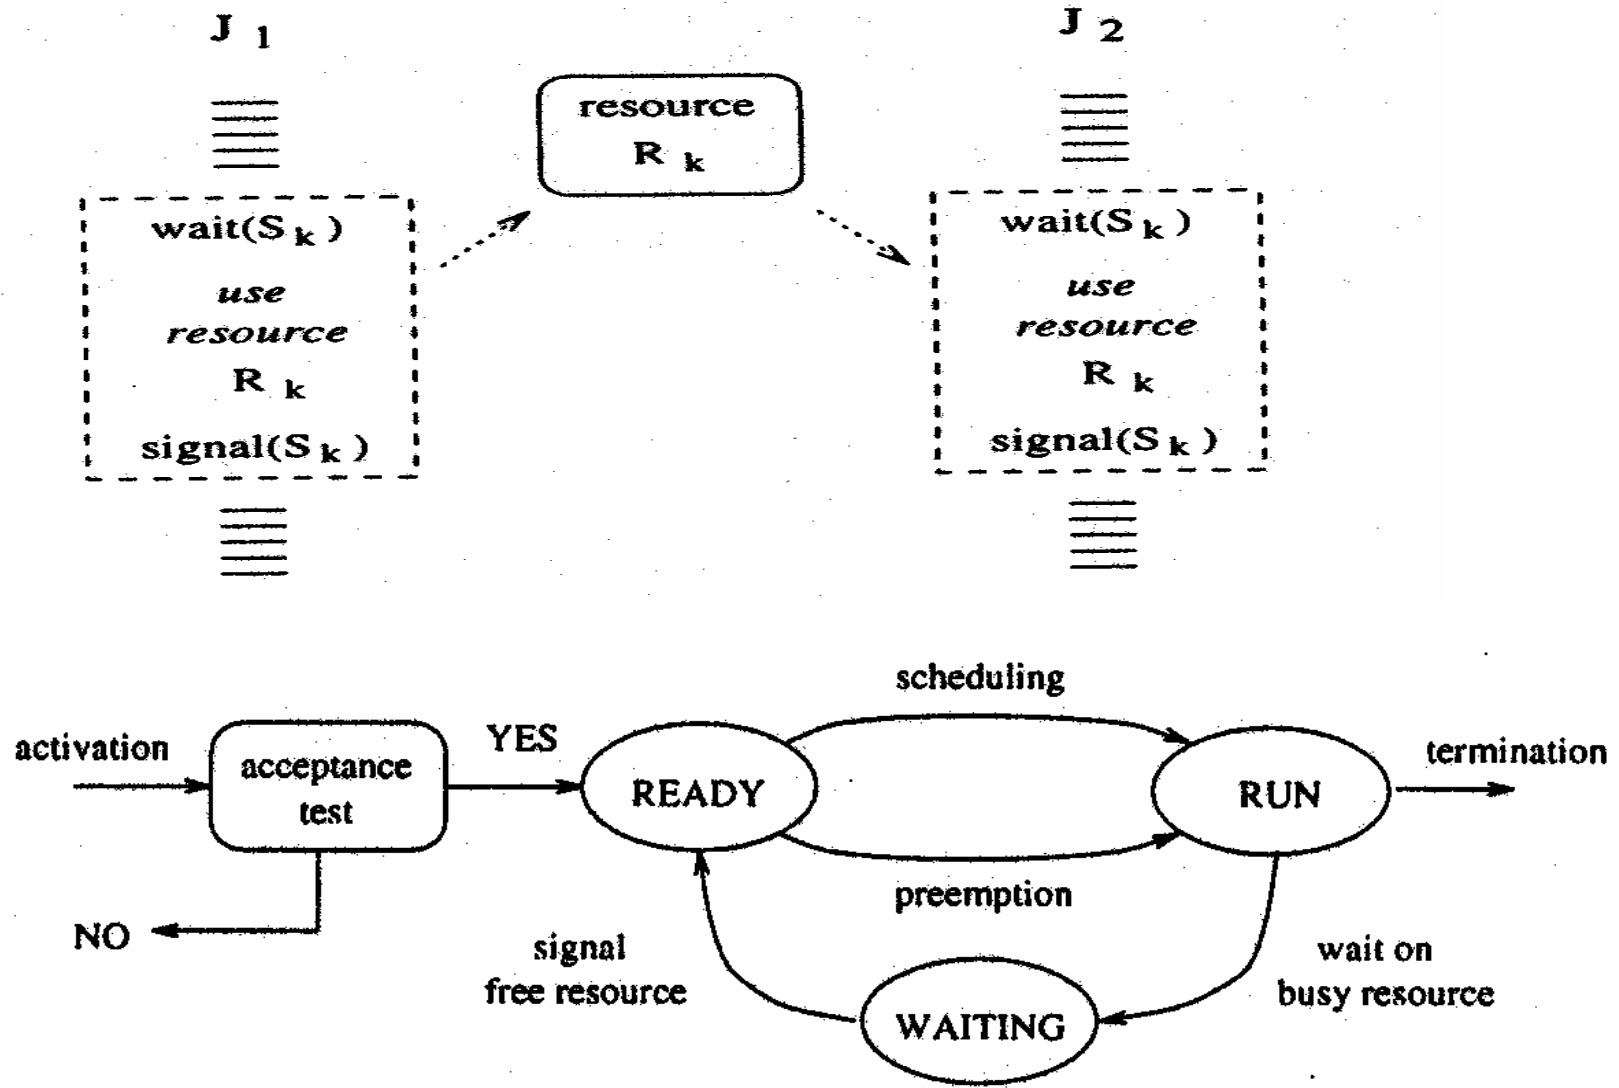 J 1
J 2
resource
R k
wait(S k )
use
resource
R k
signal(S k )
wait(S k )
use
resource
R k
signal(S k )
scheduling
activation
acceptance
test
YES
READY
RUN
termination
preemption
NO
signal
free resource
WAITING
wait on
busy resource